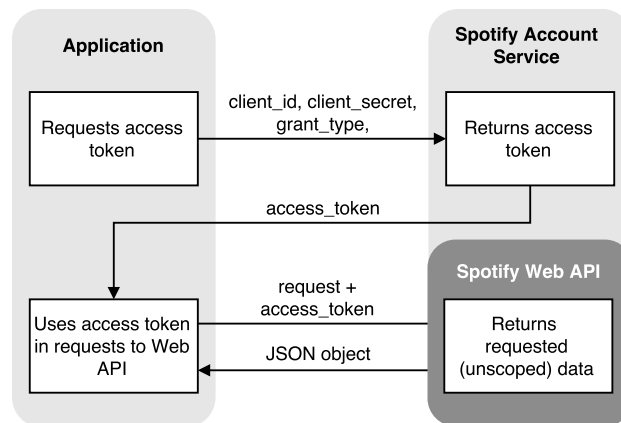 Application
Spotify Account
Service
Requests access
token
client_id, client_secret,
grant_type,
Returns access
token
access_token
Spotify Web API
Uses access token
in requests to Web
API
request +
access_token
JSON object
Returns
requested
(unscoped) data